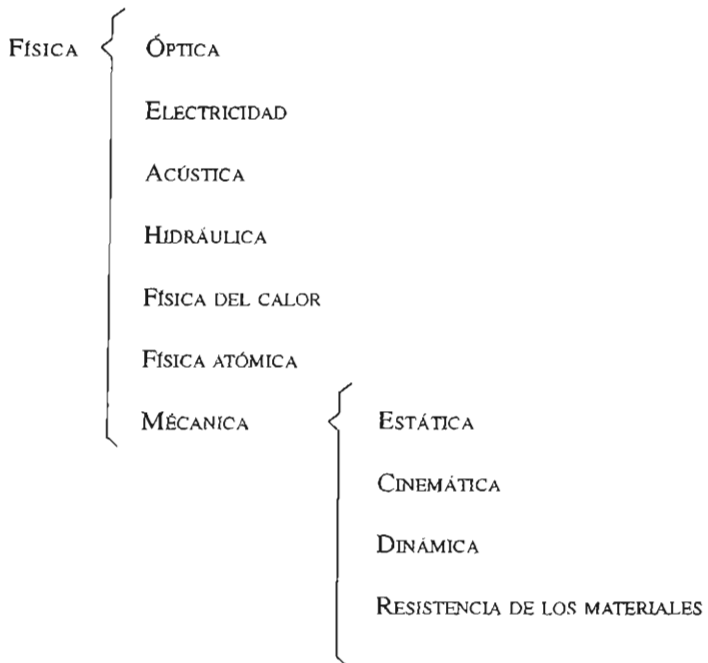 FÍSICA ÓPTICA
ELECTRICIDAD
ACÚSTICA
HIDRÁULICA
FÍSICA DEL CALOR
FÍSICA ATÓMICA
MÉCANICA ESTÁTICA
CINEMÁTICA
DINÁMICA
RESISTENCIA DE LOS MATERIALES